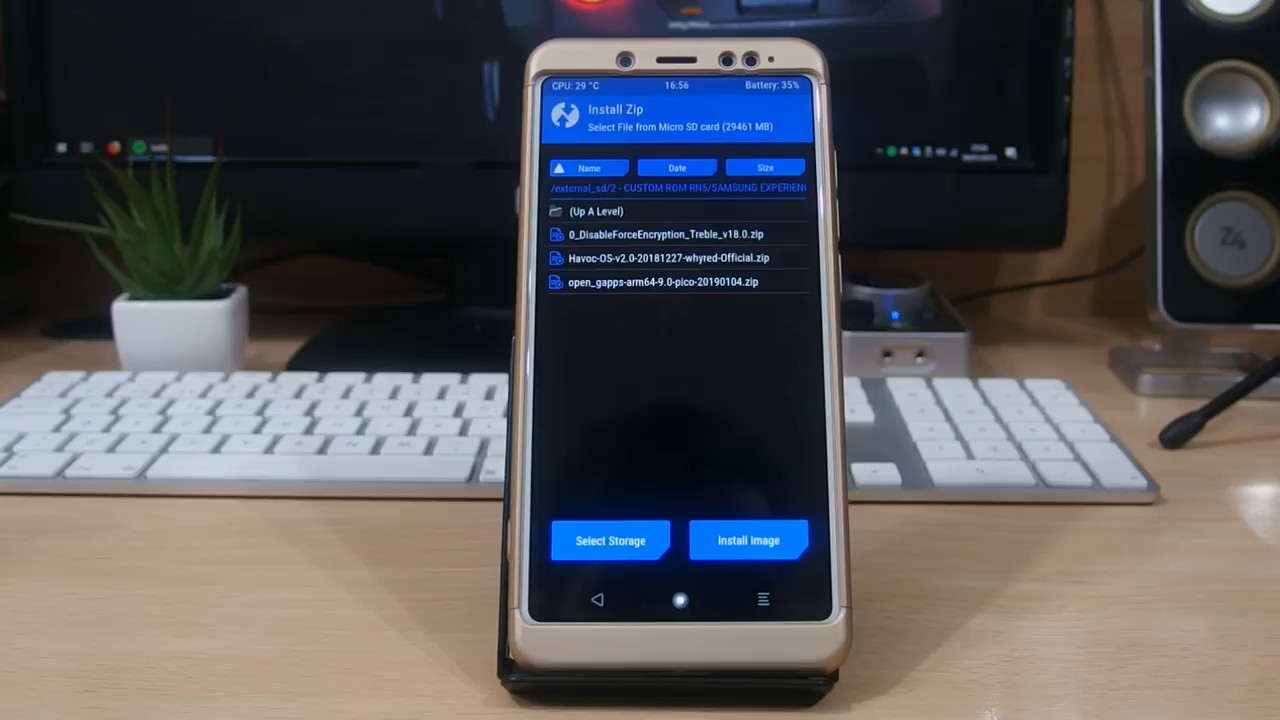 CPU: 29 °C 16:56 Battery: 35%
Install Zip
Select File from Micro SD card (29461 MB)
Name Date Size
/external_sd/2 - CUSTOM ROM RN5/SAMSUNG EXPERIEN
(Up A Level)
0_DisableForceEncryption_Treble_v18.0.zip
Havoc-OS-v2.0-20181227-whyred-Official.zip
open_gapps-arm64-9.0-pico-20190104.zip
Select Storage Install Image
Z4